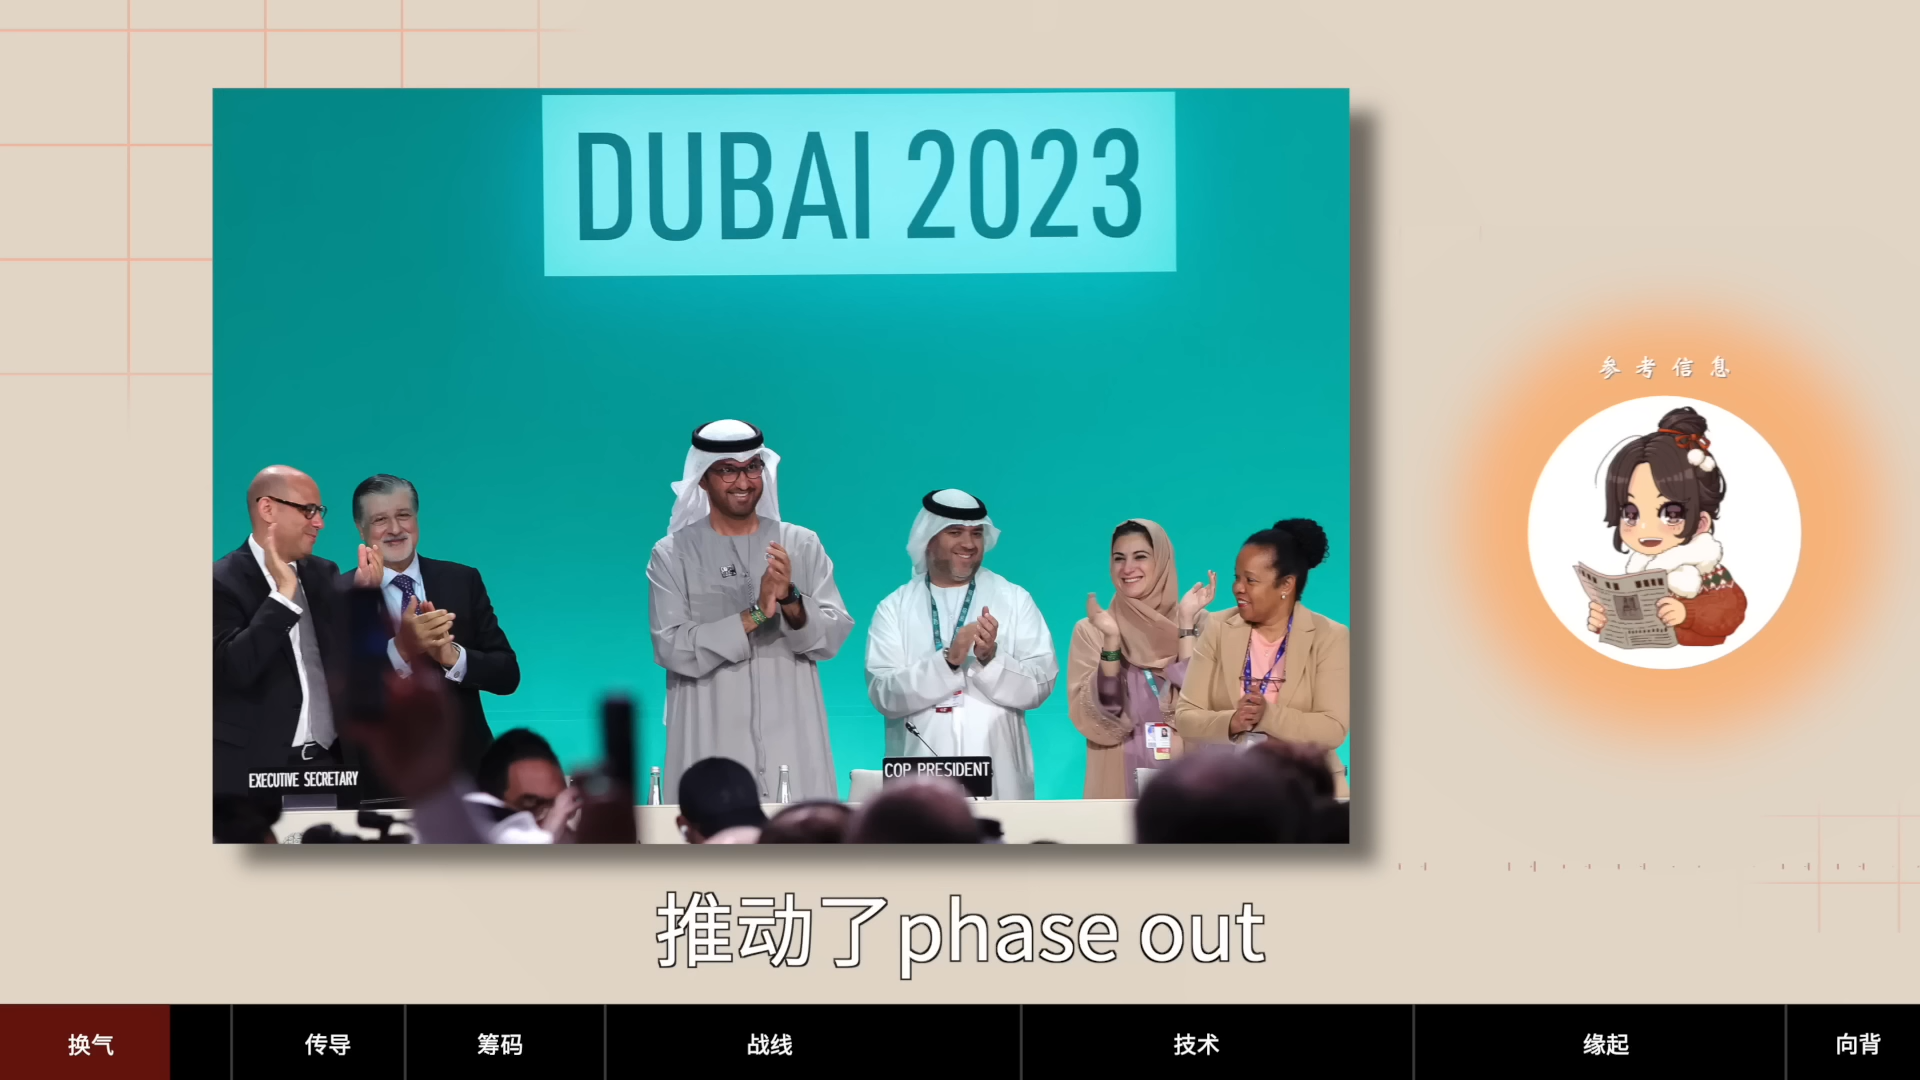 DUBAI 2023
参考信息
EXECUTIVE SECRETARY
COP PRESIDENT
推动了phase out
换气
传导
筹码
战线
技术
缘起
向背